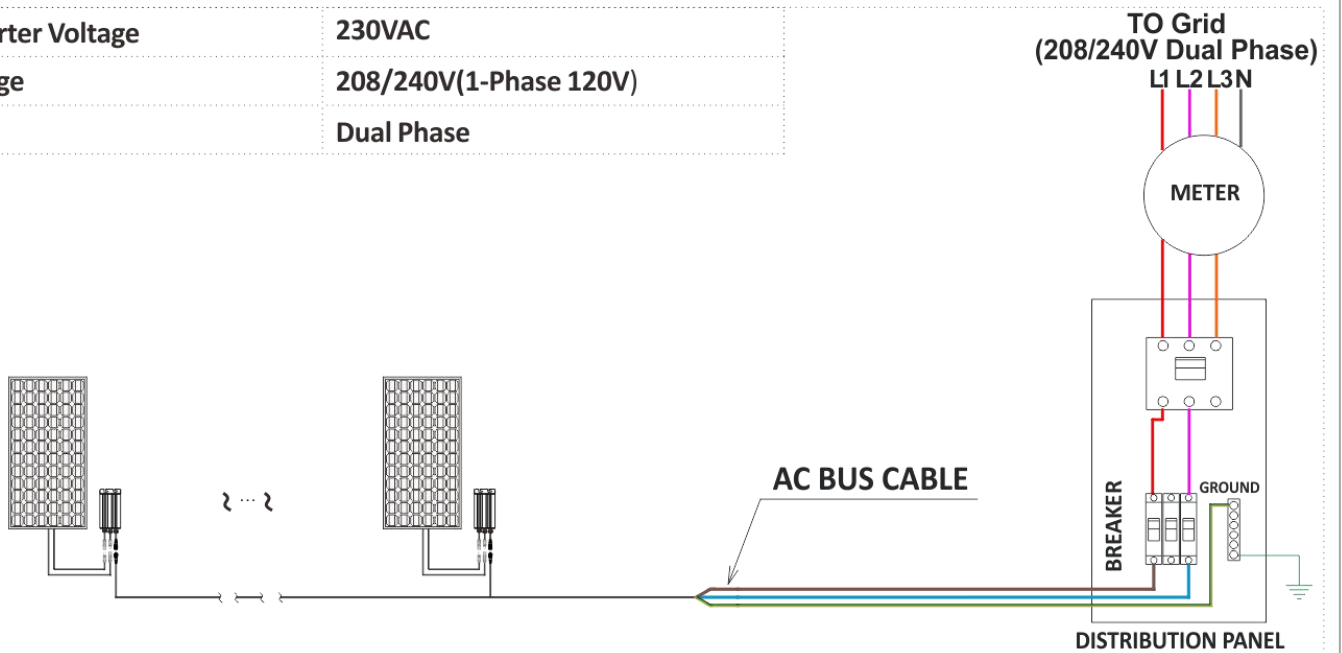 rter Voltage 230VAC
ge 208/240V(1-Phase 120V)
Dual Phase
TO Grid
(208/240V Dual Phase)
L1 L2 L3 N
METER
AC BUS CABLE
BREAKER
GROUND
DISTRIBUTION PANEL